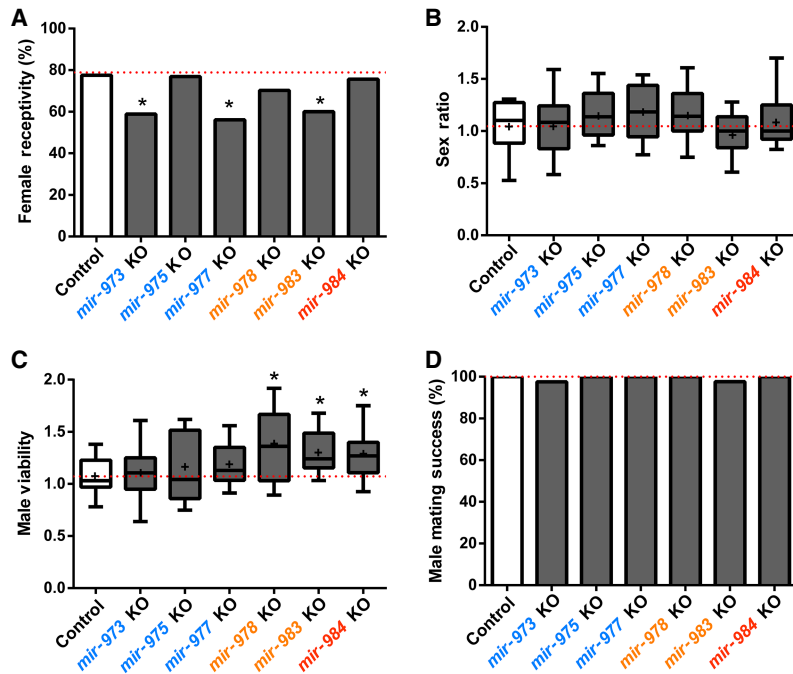 A
Female receptivity (%)
100
80
60
40
20
0
*
*
*
Control
mir-973 KO
mir-975 KO
mir-977 KO
mir-978 KO
mir-983 KO
mir-984 KO
B
Sex ratio
2.0
1.5
1.0
0.5
0.0
+
+
+
+
+
+
+
Control
mir-973 KO
mir-975 KO
mir-977 KO
mir-978 KO
mir-983 KO
mir-984 KO
C
Male viability
2.0
1.5
1.0
0.5
0.0
*
*
*
+
+
+
+
+
+
+
Control
mir-973 KO
mir-975 KO
mir-977 KO
mir-978 KO
mir-983 KO
mir-984 KO
D
Male mating success (%)
100
80
60
40
20
0
Control
mir-973 KO
mir-975 KO
mir-977 KO
mir-978 KO
mir-983 KO
mir-984 KO